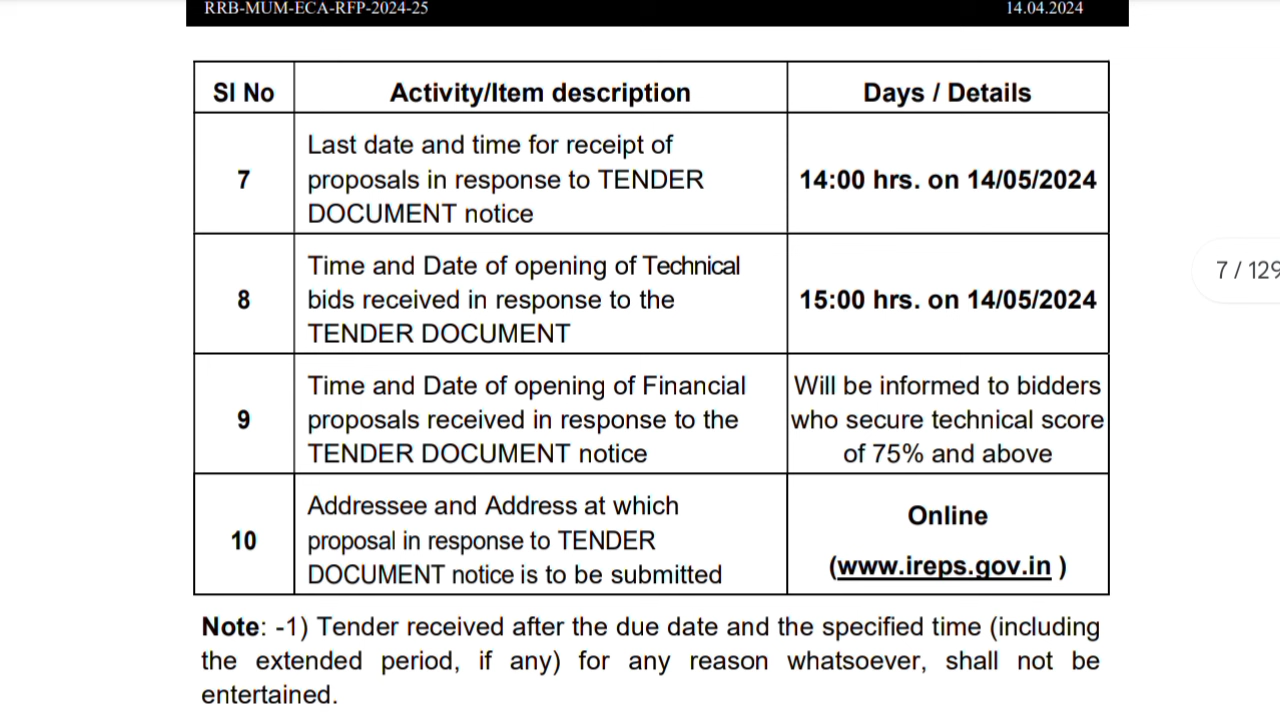 RRB-MUM-ECA-RFP-2024-25 14.04.2024
Sl No Activity/Item description Days / Details
7 Last date and time for receipt of proposals in response to TENDER DOCUMENT notice 14:00 hrs. on 14/05/2024
8 Time and Date of opening of Technical bids received in response to the TENDER DOCUMENT 15:00 hrs. on 14/05/2024
9 Time and Date of opening of Financial proposals received in response to the TENDER DOCUMENT notice Will be informed to bidders who secure technical score of 75% and above
10 Addressee and Address at which proposal in response to TENDER DOCUMENT notice is to be submitted Online (www.ireps.gov.in )
Note: -1) Tender received after the due date and the specified time (including
the extended period, if any) for any reason whatsoever, shall not be
entertained.
7 / 129